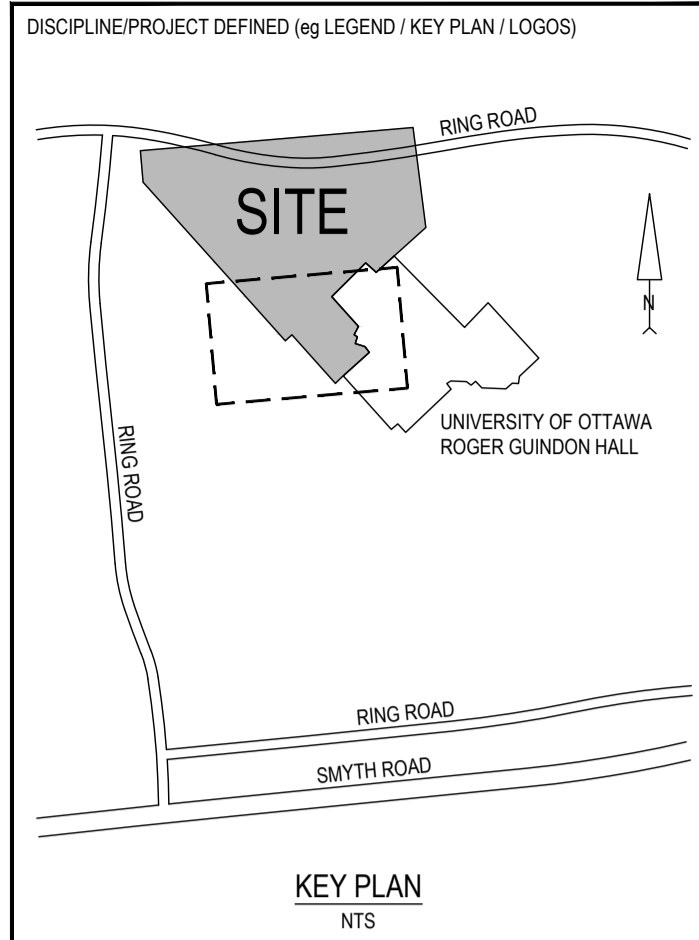 DISCIPLINE/PROJECT DEFINED (eg LEGEND / KEY PLAN / LOGOS)
RING ROAD
SITE
N
UNIVERSITY OF OTTAWA
ROGER GUINDON HALL
RING ROAD
RING ROAD
SMYTH ROAD
KEY PLAN
NTS